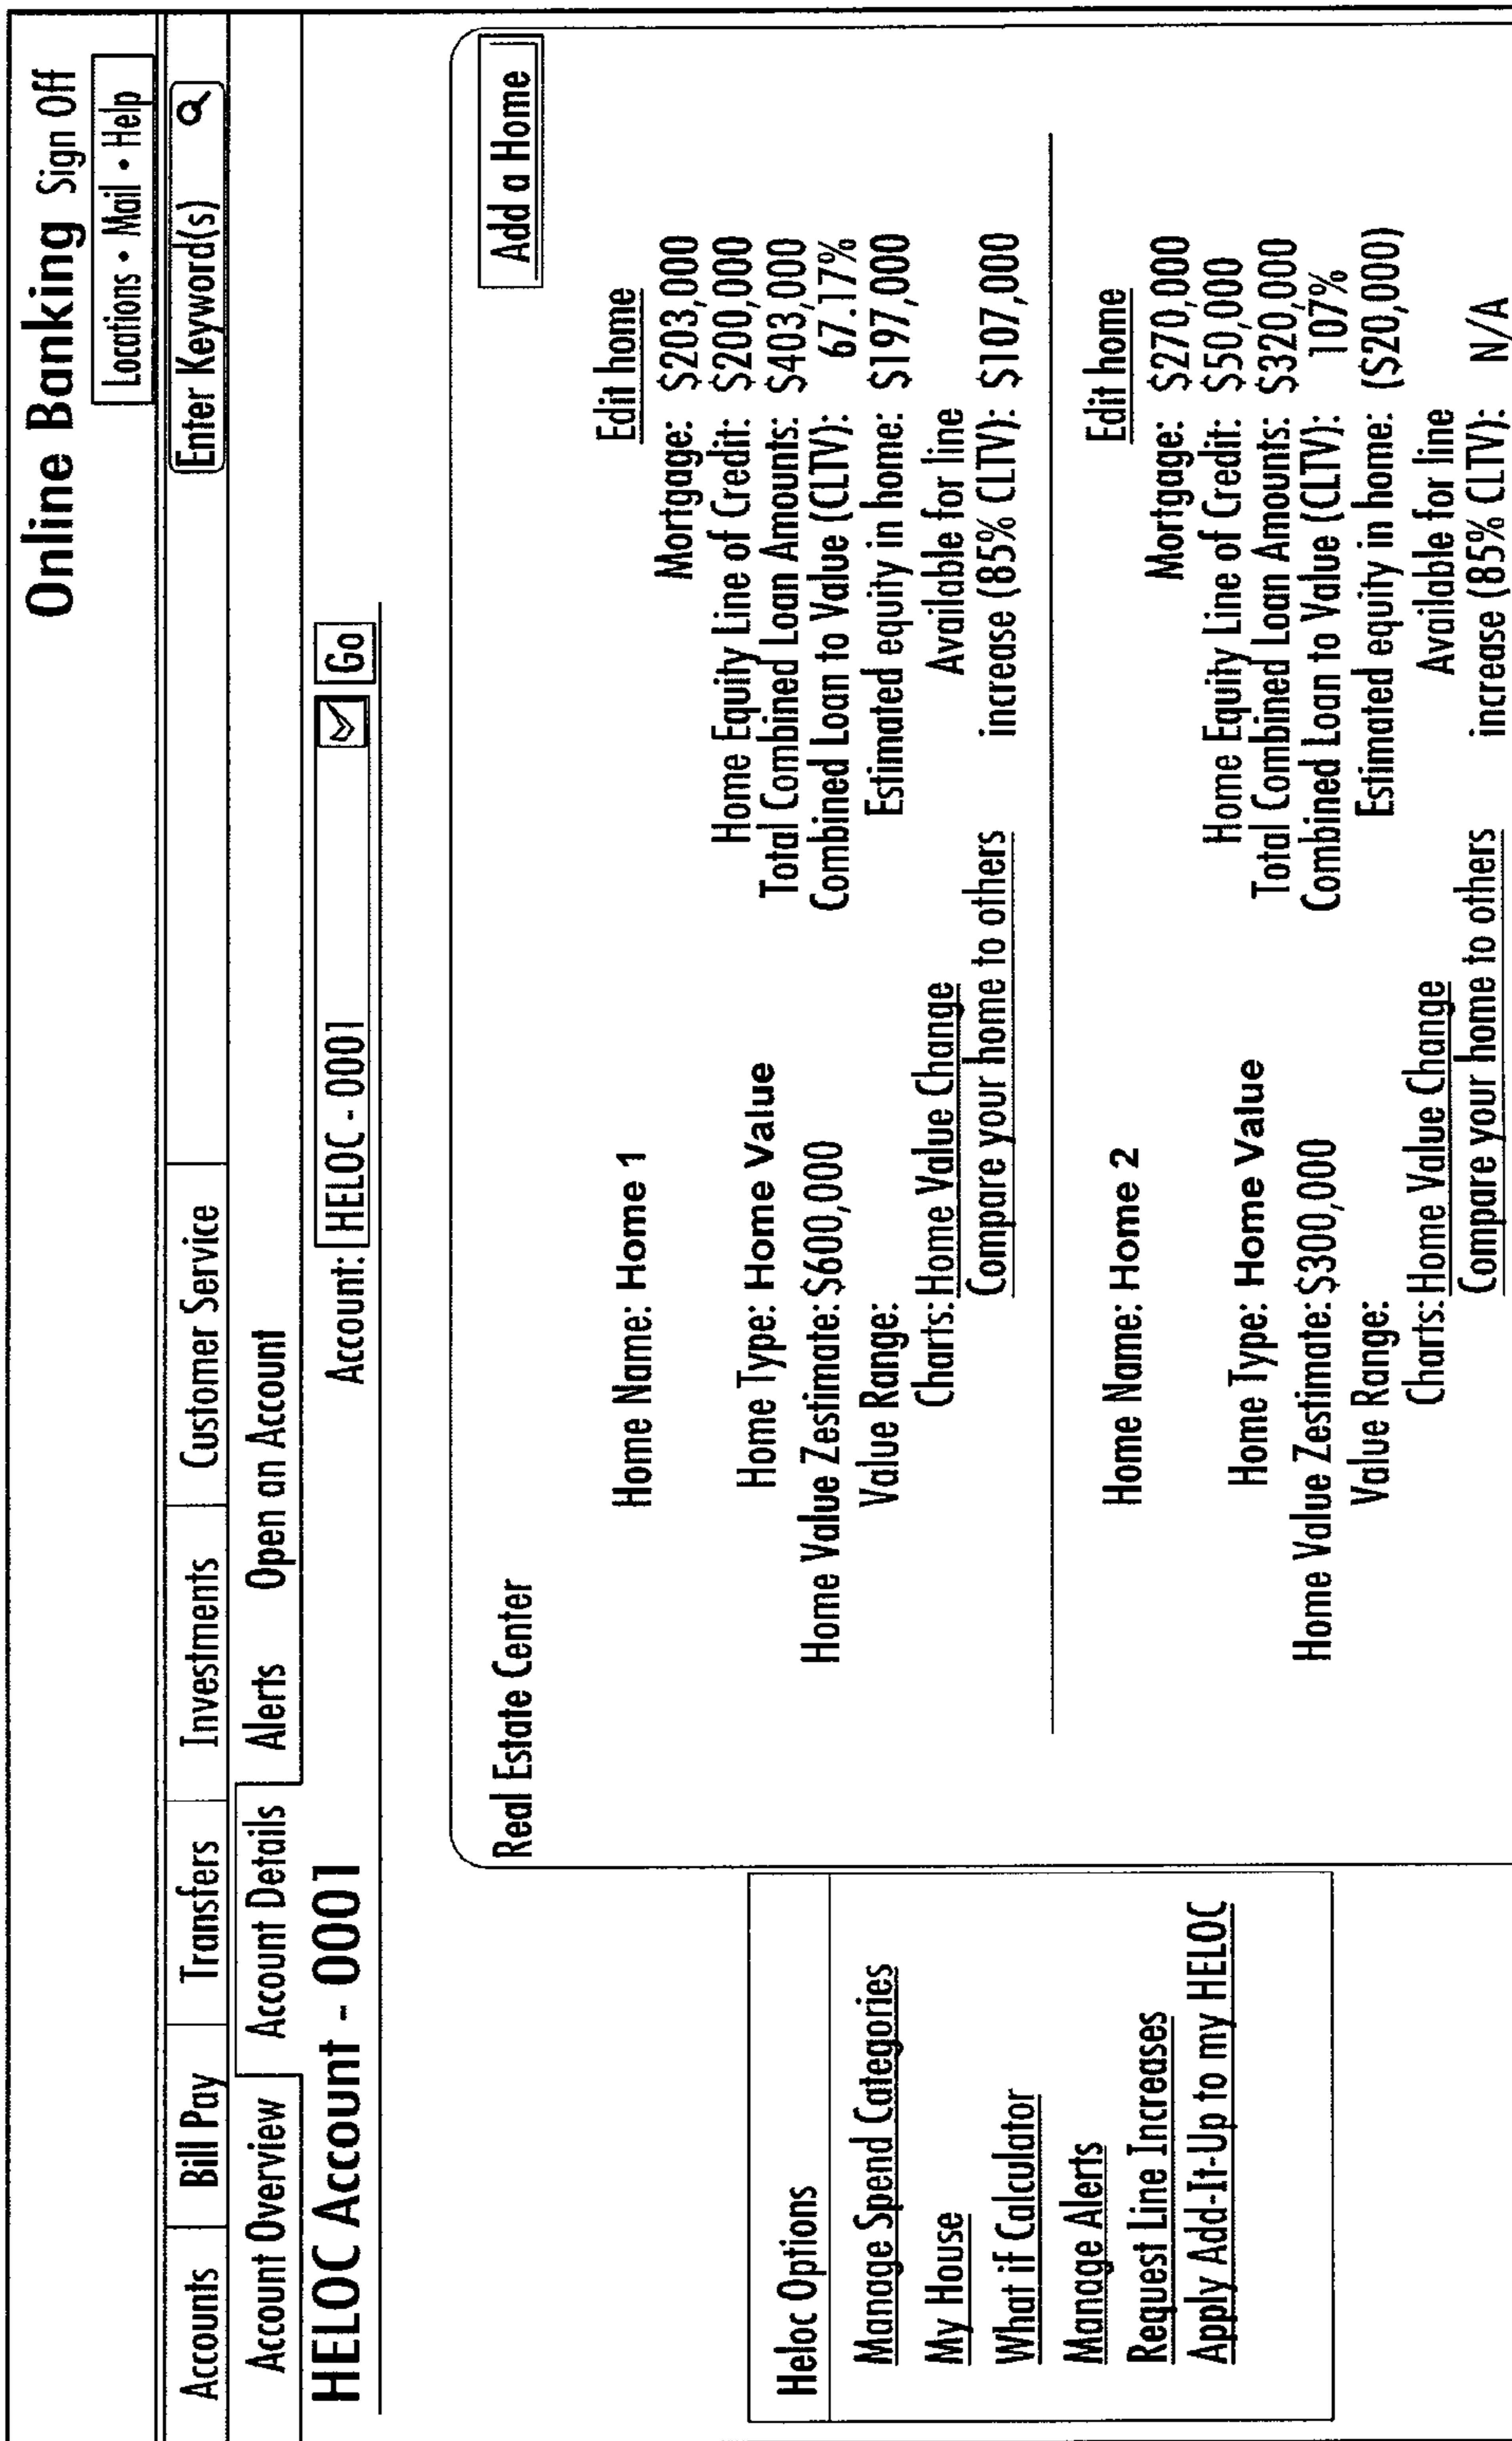 Online Banking Sign Off
Locations • Mail • Help
Accounts Bill Pay Transfers Investments Customer Service Enter Keyword(s)
Account Overview Account Details Alerts Open an Account
HELOC Account - 0001 Account: HELOC - 0001 Go
Heloc Options
Manage Spend Categories
My House
What if Calculator
Manage Alerts
Request Line Increases
Apply Add-It-Up to my HELOC
Real Estate Center Add a Home
Edit home
Home Name: Home 1
Mortgage: $203,000
Home Equity Line of Credit: $200,000
Home Type: Home Value Total Combined Loan Amounts: $403,000
Home Value Zestimate: $600,000 Combined Loan to Value (CLTV): 67.17%
Value Range: Estimated equity in home: $197,000
Charts: Home Value Change Available for line
Compare your home to others increase (85% CLTV): $107,000
Edit home
Home Name: Home 2
Mortgage: $270,000
Home Equity Line of Credit: $50,000
Home Type: Home Value Total Combined Loan Amounts: $320,000
Home Value Zestimate: $300,000 Combined Loan to Value (CLTV): 107%
Value Range: Estimated equity in home: ($20,000)
Charts: Home Value Change Available for line
Compare your home to others increase (85% CLTV): N/A